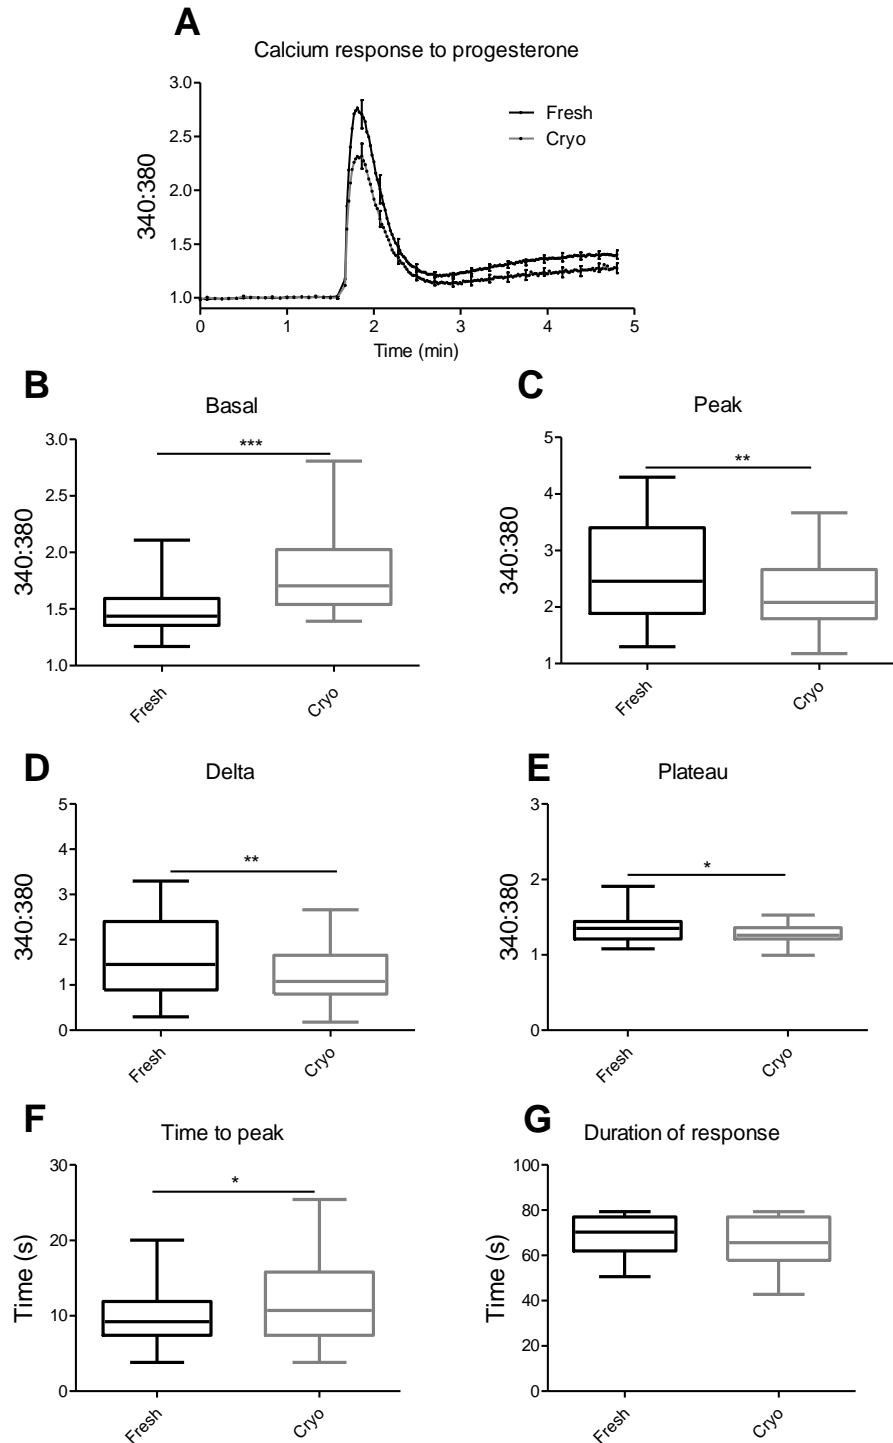 A
Calcium response to progesterone
3.0
2.5
2.0
1.5
1.0
340:380
Fresh
Cryo
0 1 2 3 4 5
Time (min)
B
Basal
***
3.0
2.5
2.0
1.5
1.0
340:380
Fresh Cryo
C
Peak
**
5
4
3
2
1
340:380
Fresh Cryo
D
Delta
**
5
4
3
2
1
0
340:380
Fresh Cryo
E
Plateau
*
3
2
1
0
340:380
Fresh Cryo
F
Time to peak
*
30
20
10
0
Time (s)
Fresh Cryo
G
Duration of response
100
80
60
40
20
0
Time (s)
Fresh Cryo